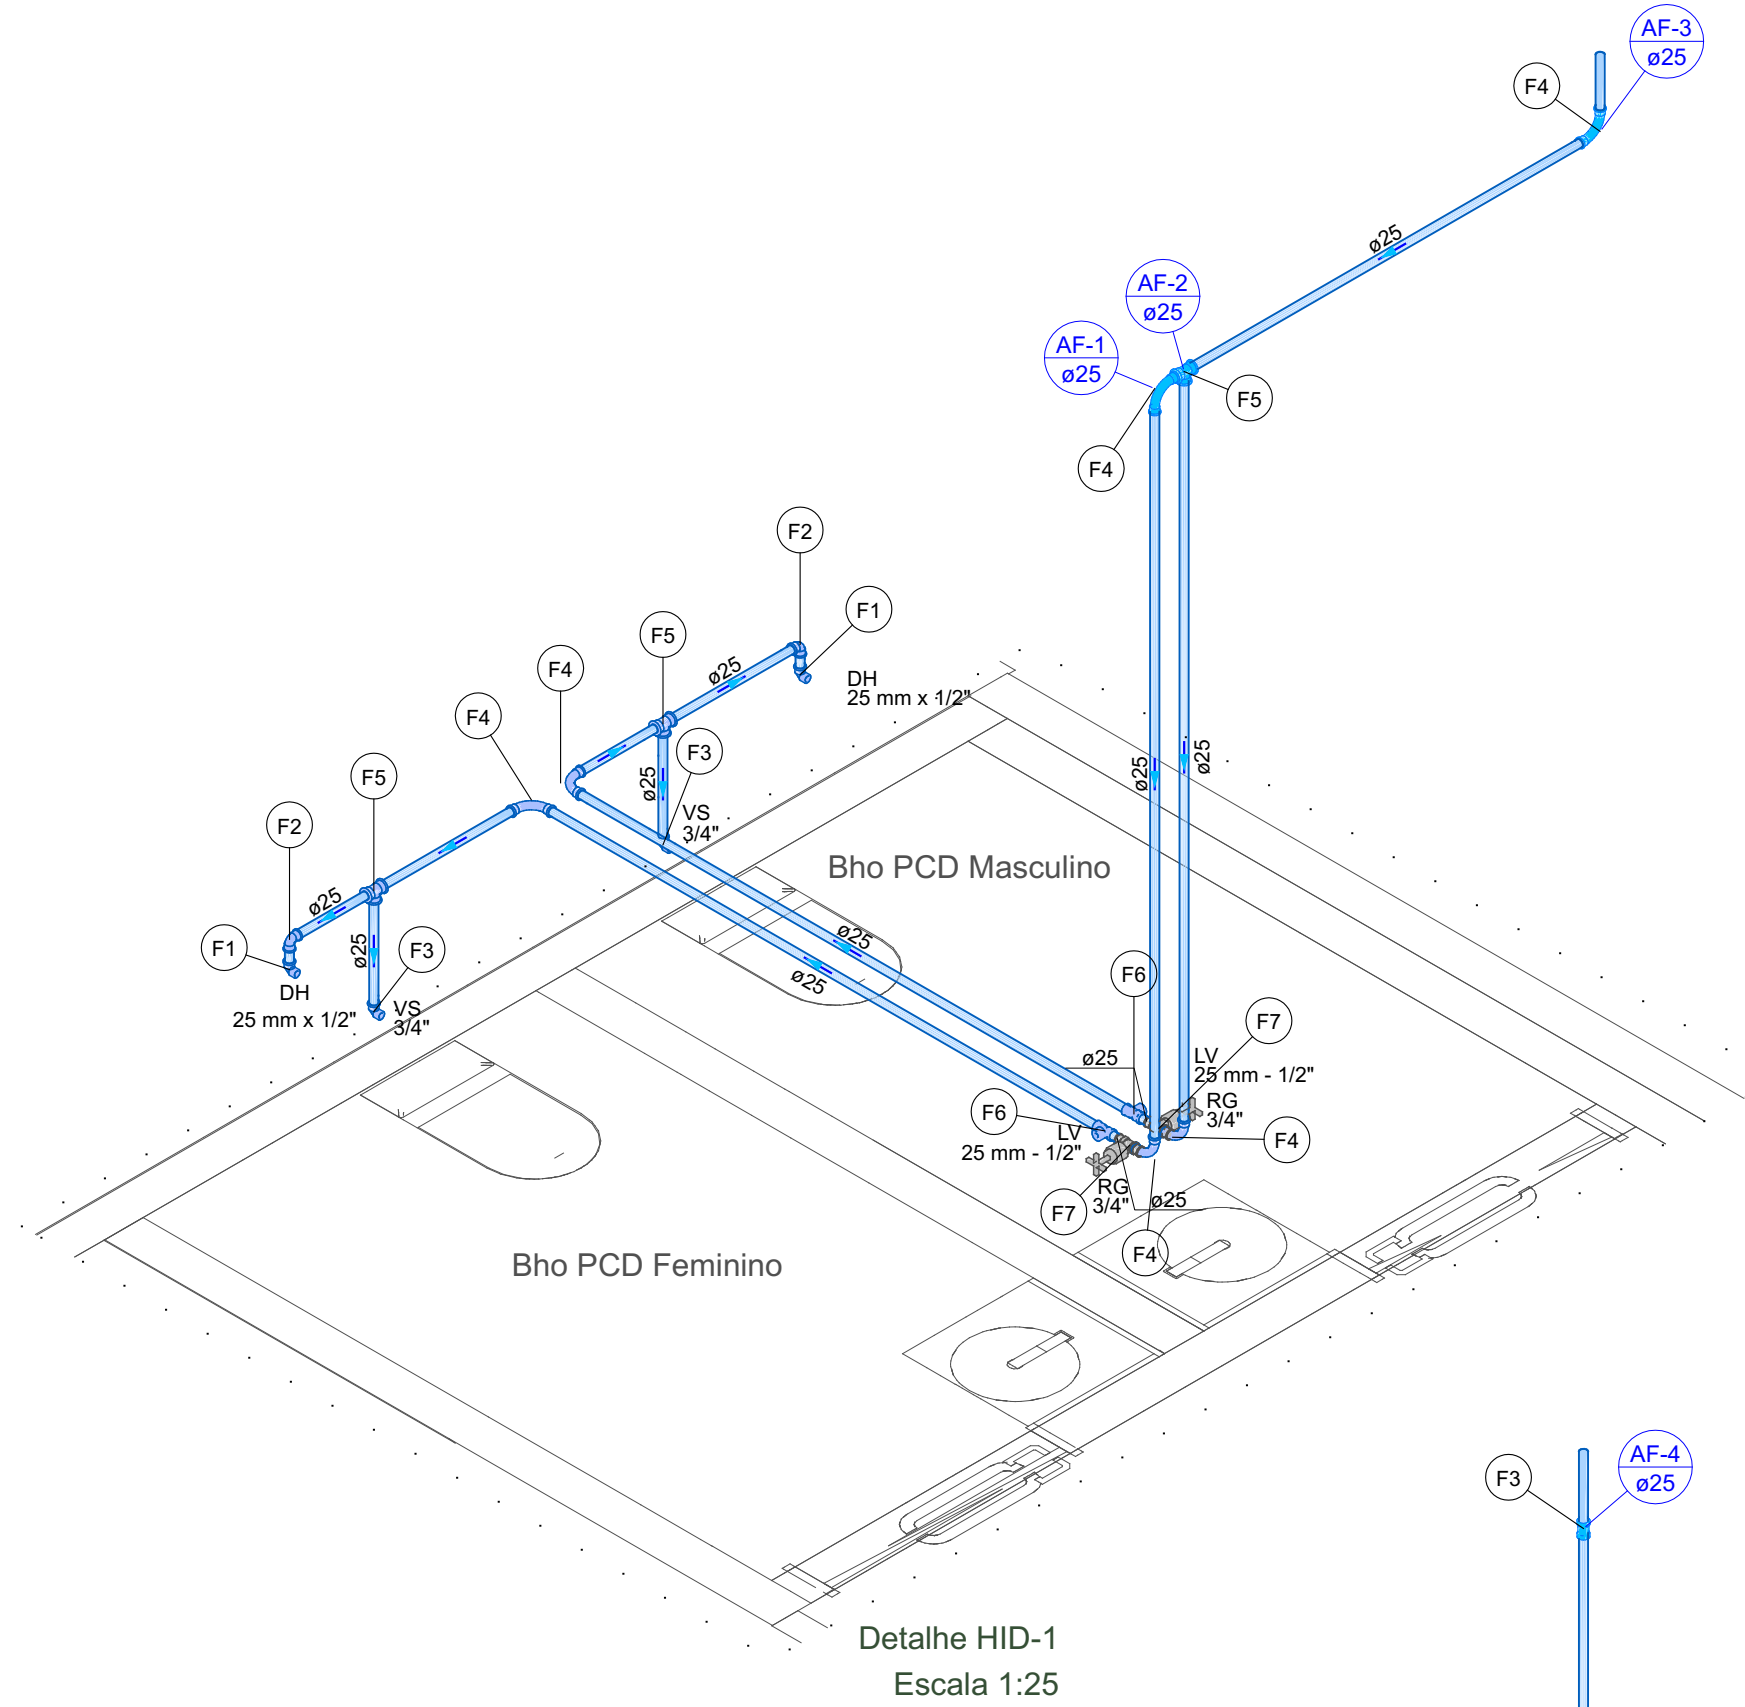 AF-3
ø25
F4
ø25
AF-2
ø25
AF-1
ø25
F5
F4
F2
F1
F5
F4
ø25
DH
25 mm x 1/2"
F4
F3
F5
ø25
VS
3/4"
F2
ø25
ø25
Bho PCD Masculino
ø25
F1
ø25
F3
DH
25 mm x 1/2"
VS
3/4"
ø25
ø25
F6
F7
ø25
LV
25 mm - 1/2"
RG
3/4"
F6
LV
25 mm - 1/2"
F4
RG
3/4"
ø25
F7
F4
Bho PCD Feminino
AF-4
ø25
F3
Detalhe HID-1
Escala 1:25